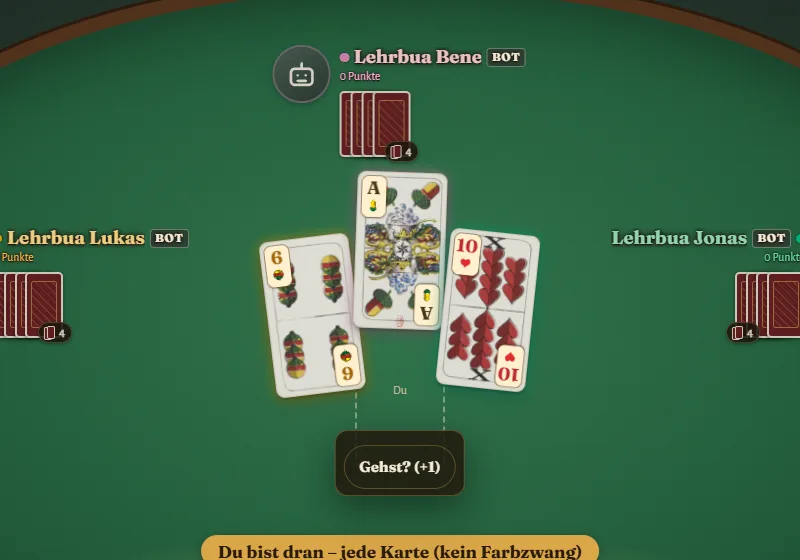 Lehrbua Bene BOT
0 Punkte
4
A
A
Lehrbua Lukas BOT
Punkte
4
6
6
10
X
X
10
Lehrbua Jonas BOT
0 Punkte
4
Du
Gehst? (+1)
Du bist dran – jede Karte (kein Farbzwang)